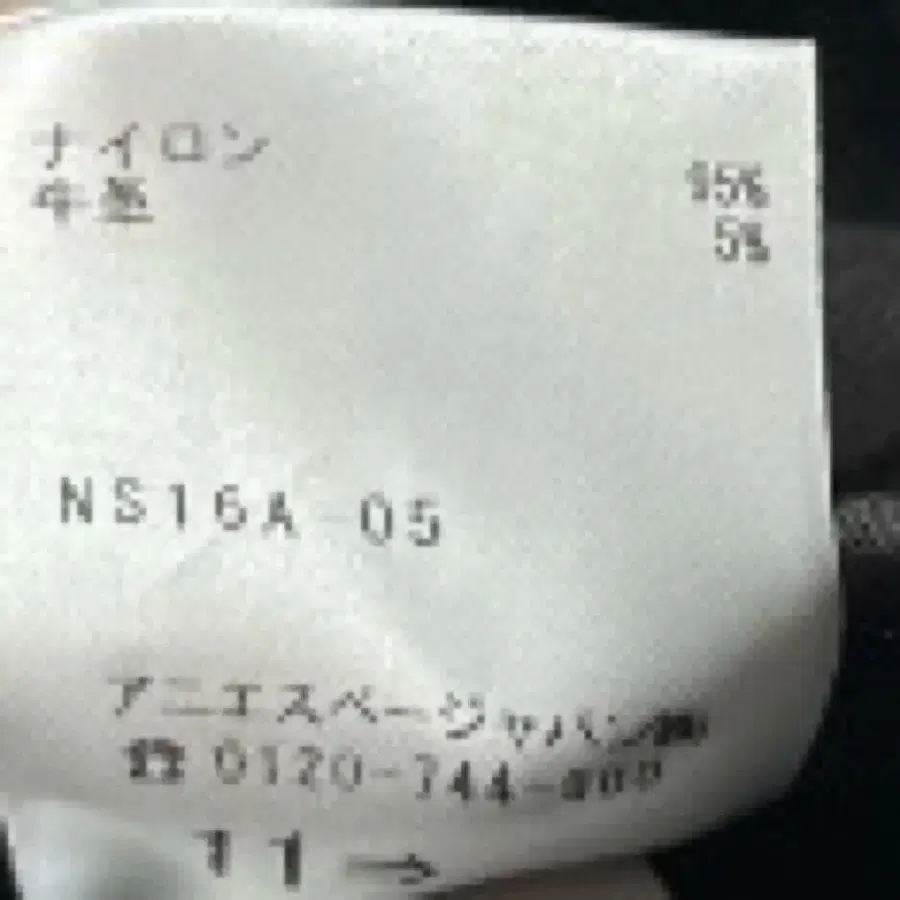 ナイロン 95%
牛革 5%
NS16A-05
アニエスベージャパン㈱
☎0120-744-
11→